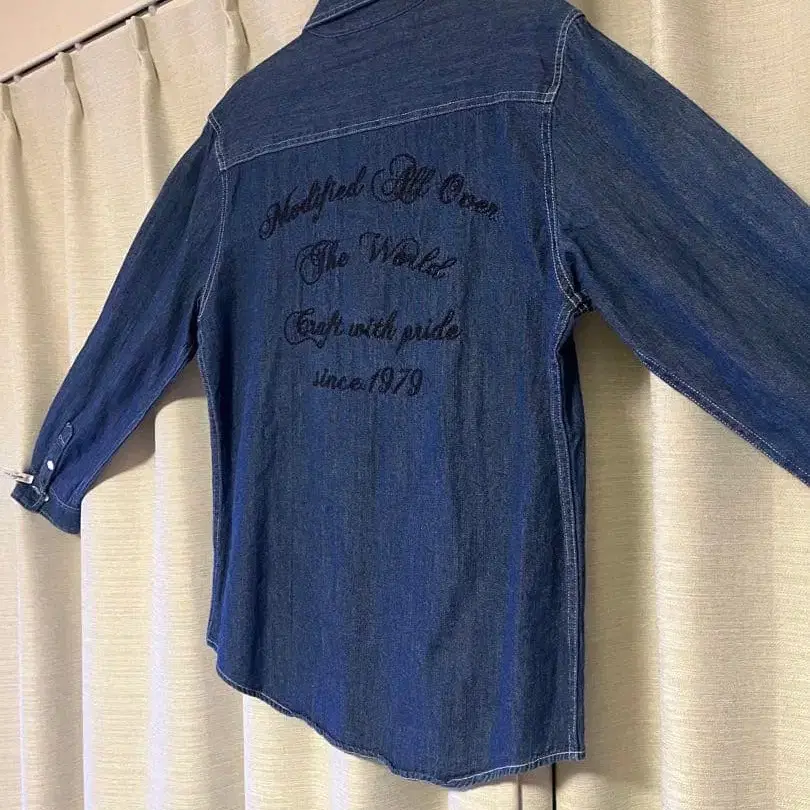 Modified All Over
The World
Craft with pride
since.1979